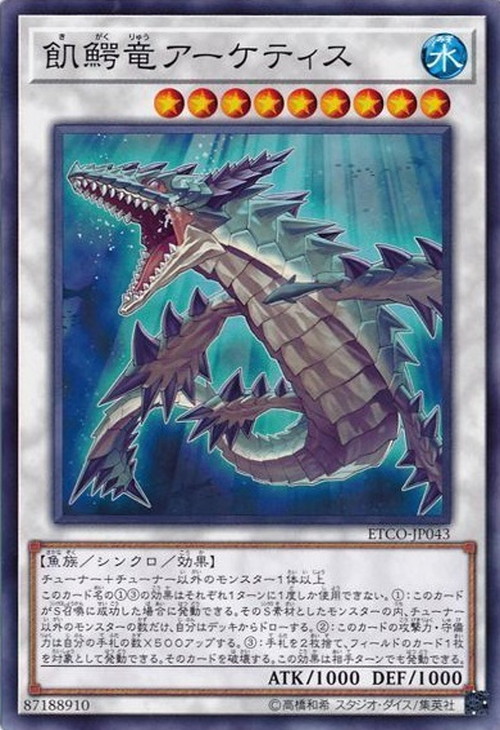 飢鰐竜アーケティス
きがくりゅう
水
みず
ETCO-JP043
【魚族／シンクロ／効果】
チューナー＋チューナー以外のモンスター１体以上
このカード名の①③の効果はそれぞれ１ターンに１度しか使用できない。①：このカード
がＳ召喚に成功した場合に発動できる。そのＳ素材としたモンスターの内、チューナー
以外のモンスターの数だけ、自分はデッキからドローする。②：このカードの攻撃力・守備
力は自分の手札の数×500アップする。③：手札を２枚捨て、フィールドのカード１枚
を対象として発動できる。そのカードを破壊する。この効果は相手ターンでも発動できる。
ATK/1000 DEF/1000
87188910
©高橋和希 スタジオ・ダイス/集英社